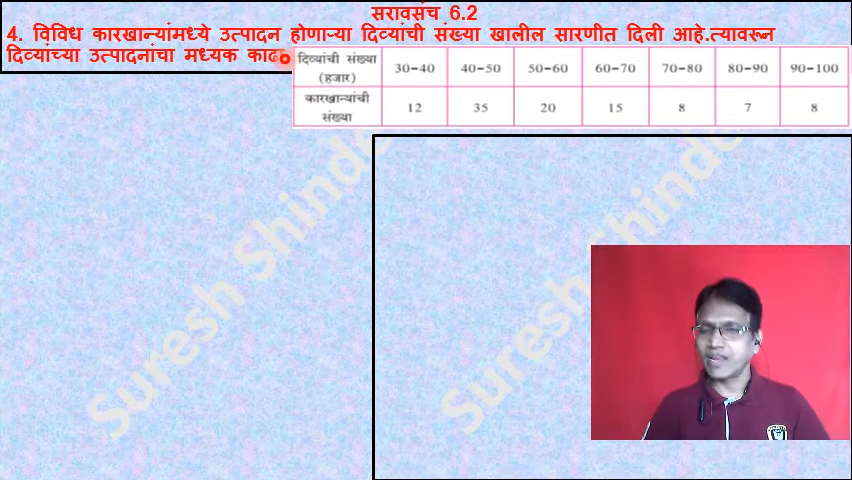 सरावसंच 6.2
4. विविध कारखान्यांमध्ये उत्पादन होणाऱ्या दिव्यांची संख्या खालील सारणीत दिली आहे.त्यावरून
दिव्यांच्या उत्पादनांचा मध्यक
दिव्यांची संख्या (हजार) 30-40 40-50 50-60 60-70 70-80 80-90 90-100
कारखान्यांची संख्या 12 35 20 15 8 7 8
Suresh Shinde
Suresh Shinde